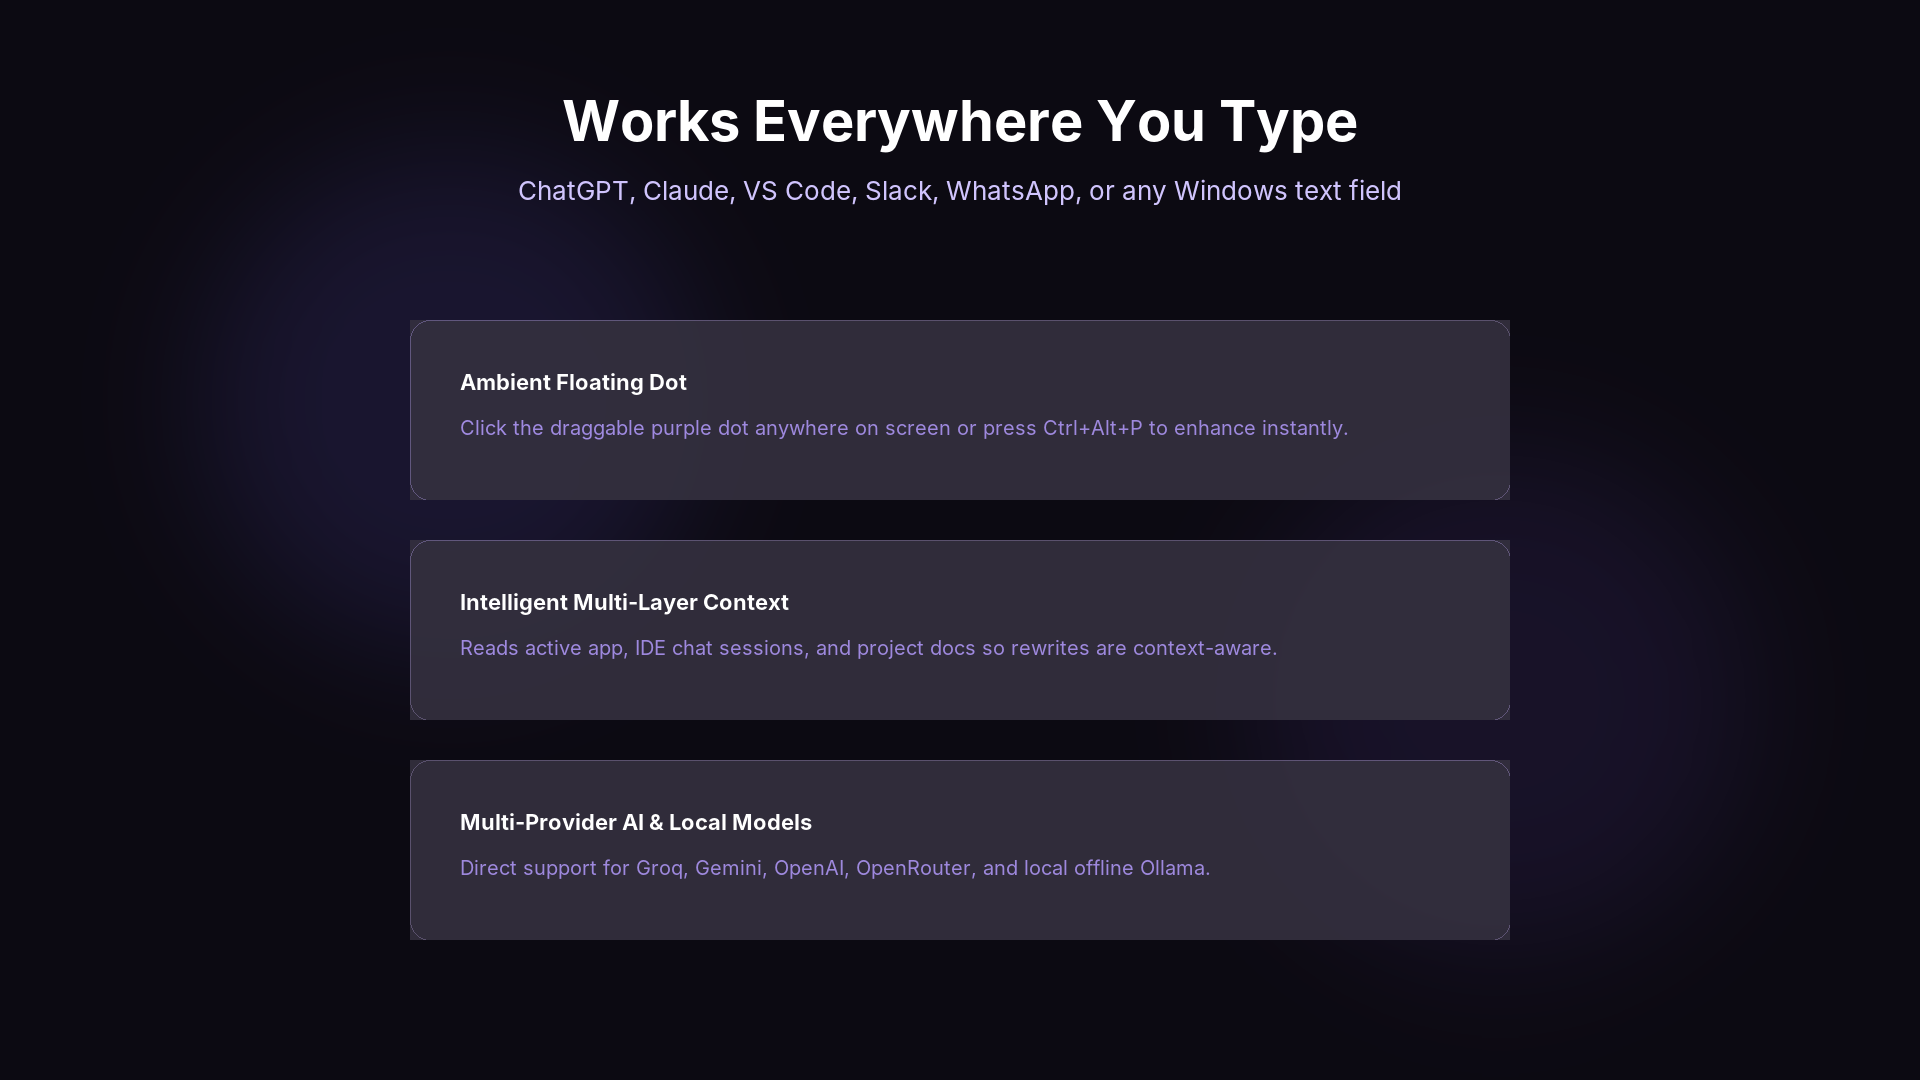 Works Everywhere You Type
ChatGPT, Claude, VS Code, Slack, WhatsApp, or any Windows text field
Ambient Floating Dot
Click the draggable purple dot anywhere on screen or press Ctrl+Alt+P to enhance instantly.
Intelligent Multi-Layer Context
Reads active app, IDE chat sessions, and project docs so rewrites are context-aware.
Multi-Provider AI & Local Models
Direct support for Groq, Gemini, OpenAI, OpenRouter, and local offline Ollama.